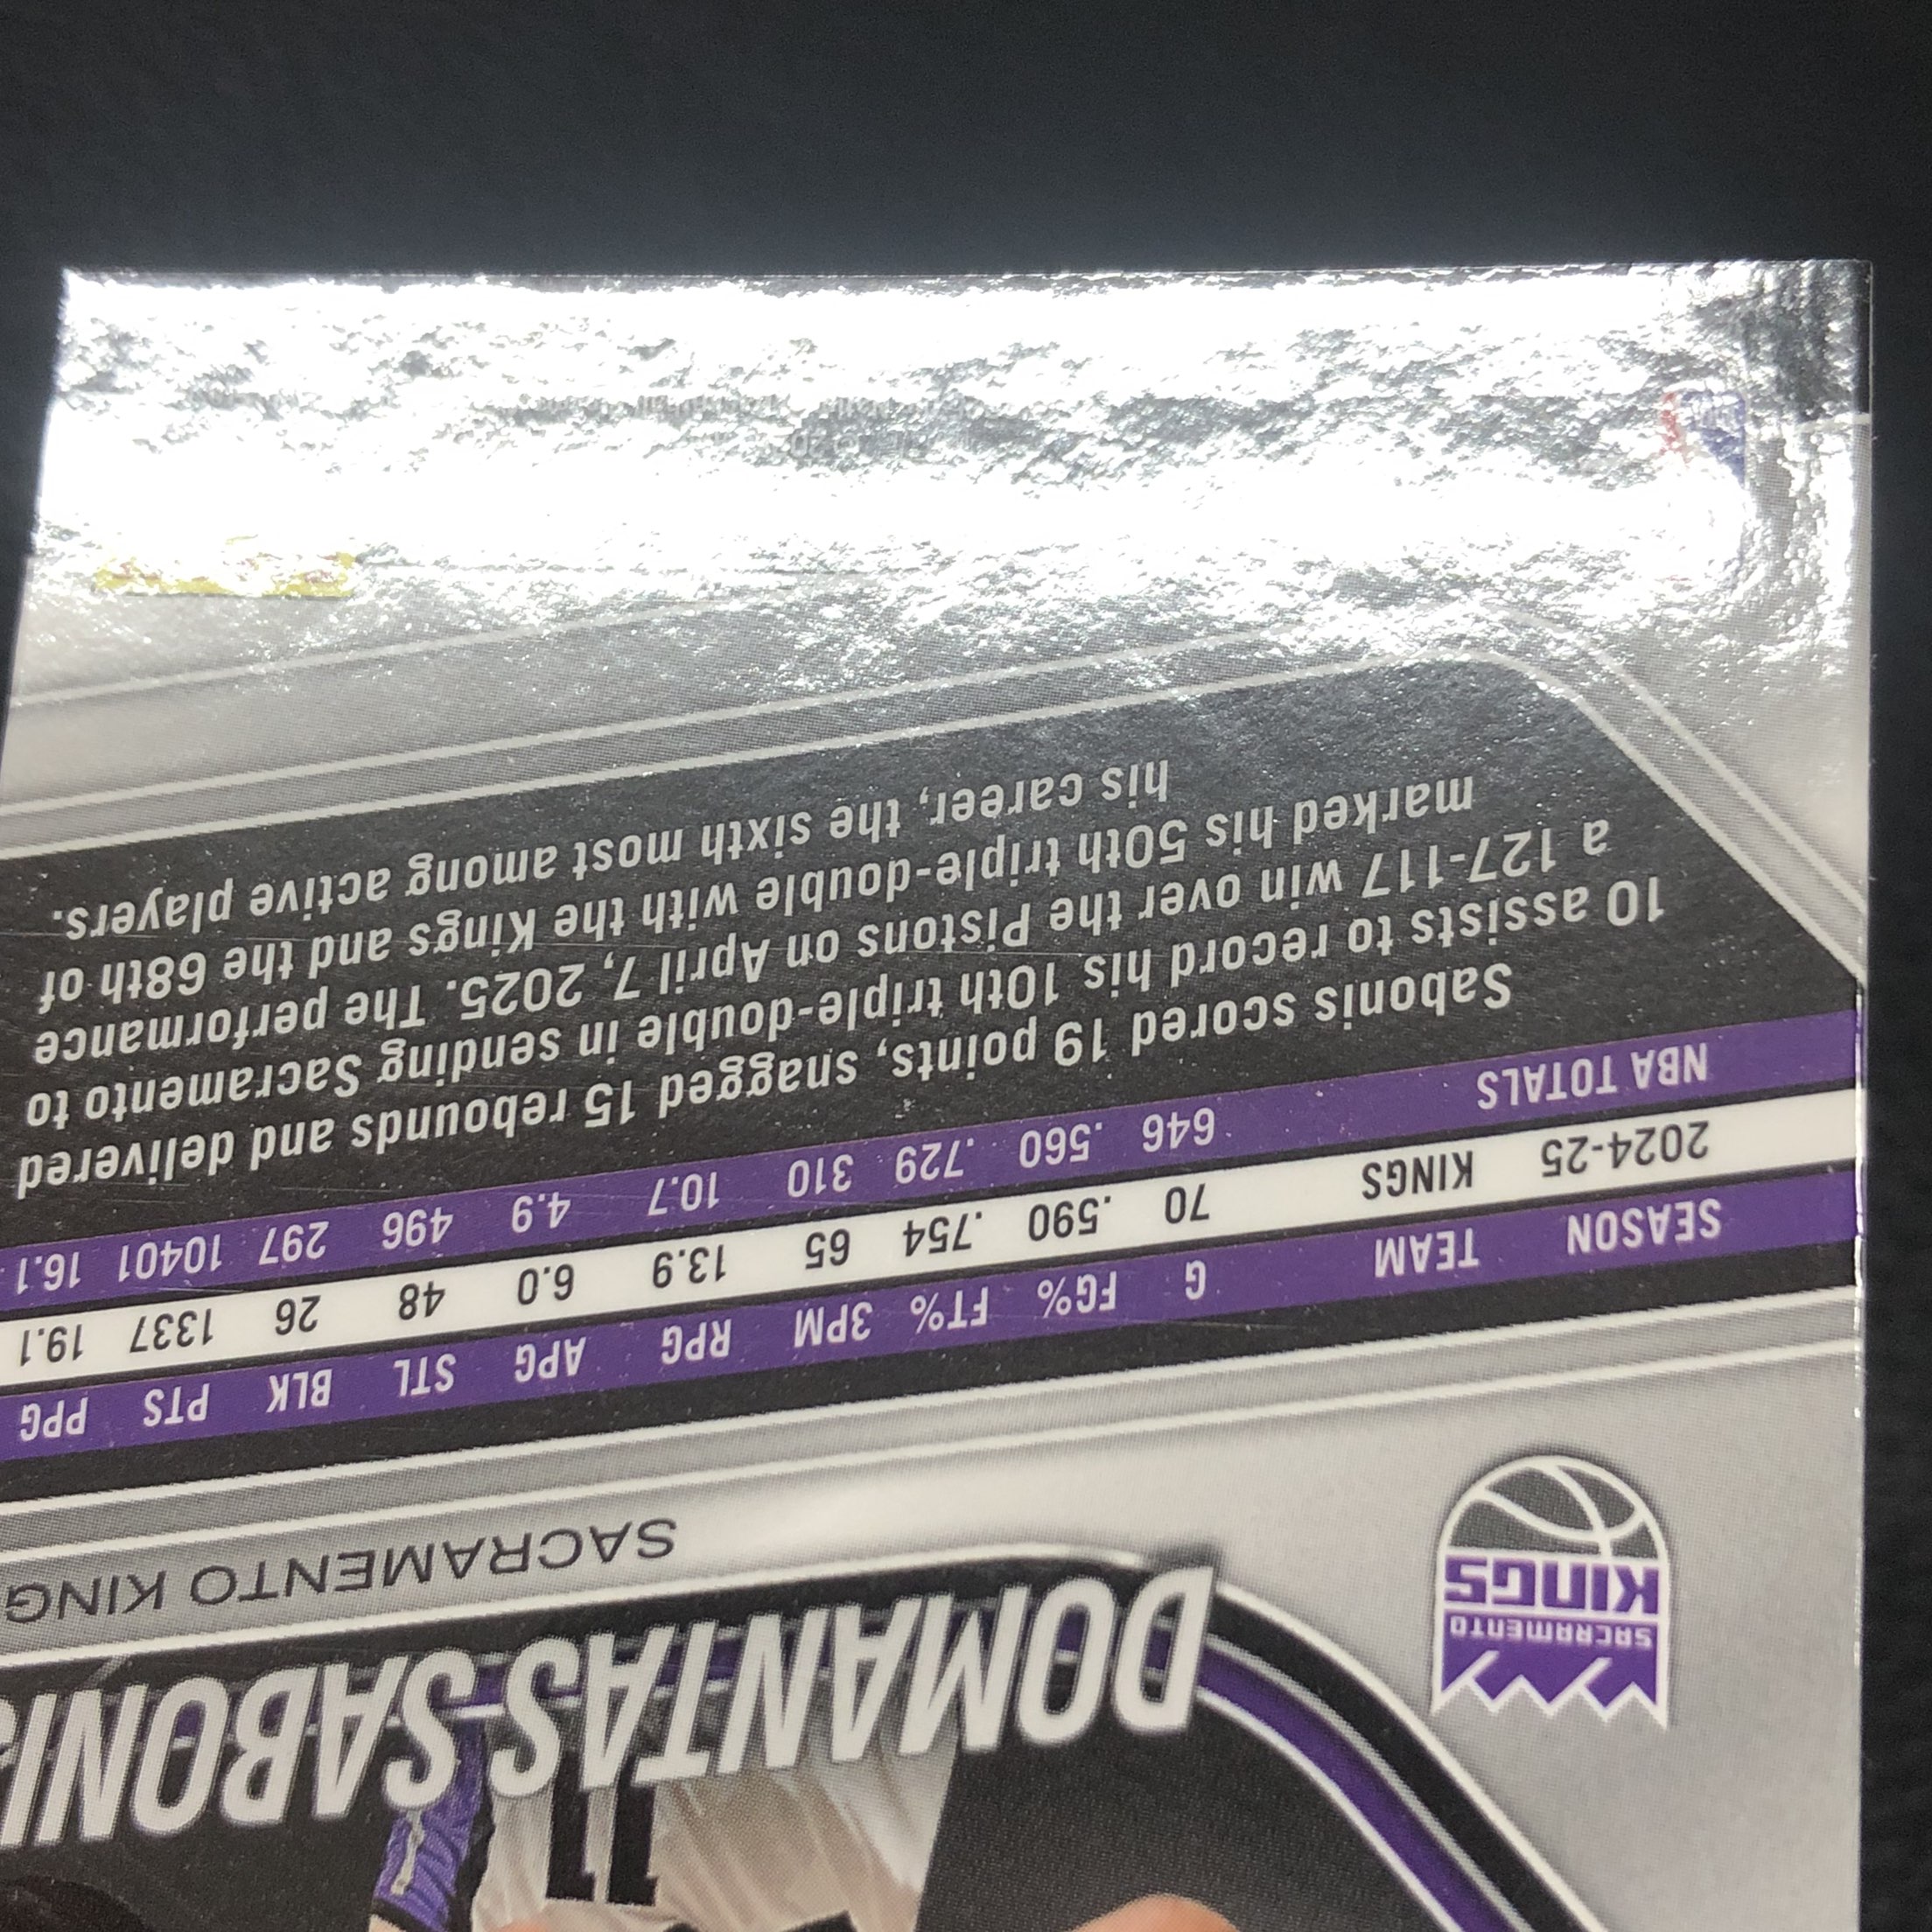 11
DOMANTAS SABONI
SACRAMENTO KING
SACRAMENTO
KINGS
SEASON TEAM G FG% FT% 3PM RPG APG STL BLK PTS PPG
2024-25 KINGS 70 .590 .754 65 13.9 6.0 48 26 1337 19.1
NBA TOTALS 646 .560 .729 310 10.7 4.9 496 297 10401 16.1
Sabonis scored 19 points, snagged 15 rebounds and delivered
10 assists to record his 10th triple-double in sending Sacramento to
a 127-117 win over the Pistons on April 7, 2025. The performance
marked his 50th triple-double with the Kings and the 68th of
his career, the sixth most among active players.